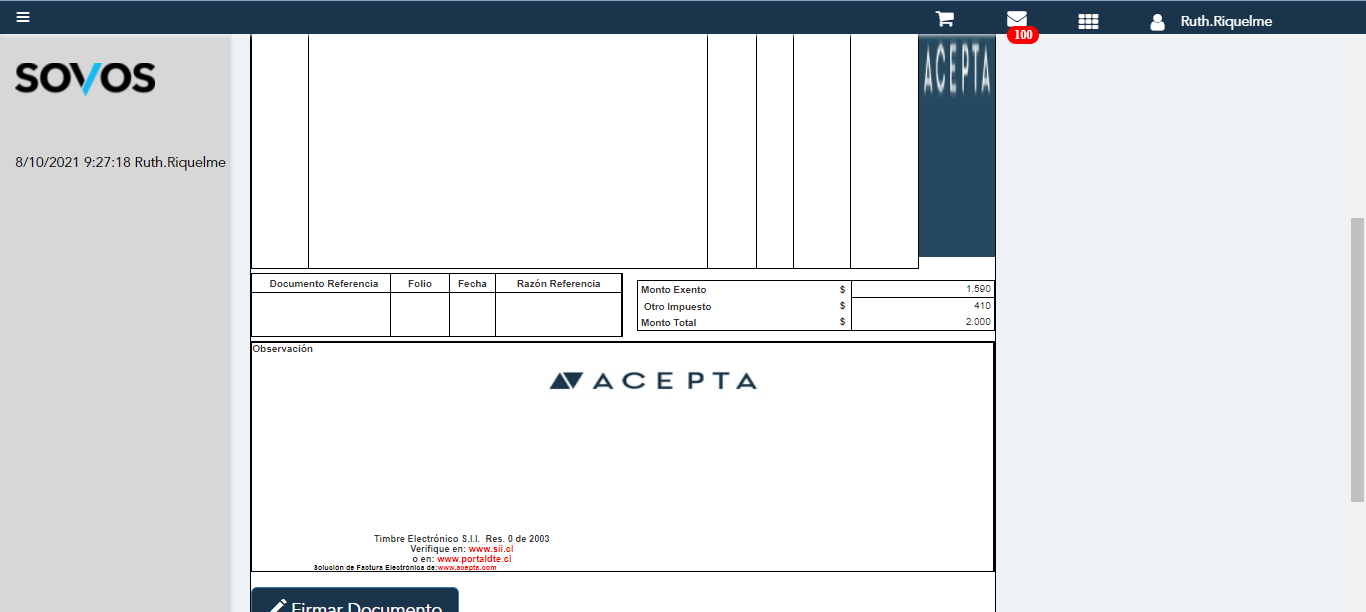 Ruth.Riquelme
100
SOVOS
ACEPTA
8/10/2021 9:27:18 Ruth.Riquelme
Documento Referencia Folio Fecha Razón Referencia
Monto Exento $ 1.590
Otro Impuesto $ 410
Monto Total $ 2.000
Observación
ACEPTA
Timbre Electrónico S.I.I. Res. 0 de 2003
Verifique en: www.sii.cl
o en: www.portaldte.cl
Solución de Factura Electrónica de:www.acepta.com
Firmar Documento